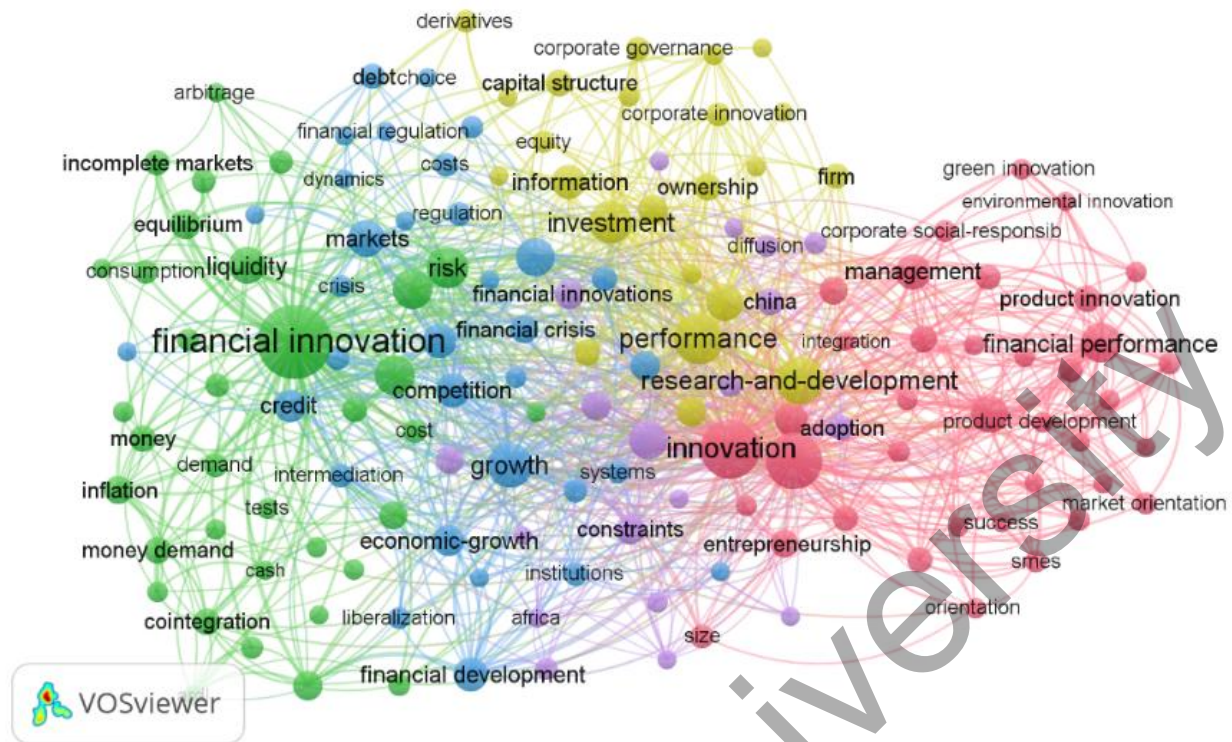 derivatives
corporate governance
debt
choice
capital structure
arbitrage
corporate innovation
financial regulation
equity
incomplete markets
costs
green innovation
dynamics
information
ownership
firm
environmental innovation
equilibrium
regulation
investment
corporate social-responsib
markets
diffusion
consumption
liquidity
risk
management
crisis
financial innovations
china
product innovation
financial innovation
financial crisis
performance
integration
financial performance
competition
research-and-development
credit
product development
cost
adoption
money
innovation
demand
intermediation
growth
systems
inflation
market orientation
tests
success
constraints
money demand
economic-growth
entrepreneurship
cash
institutions
smes
cointegration
liberalization
africa
orientation
size
financial development
VOSviewer
iversity